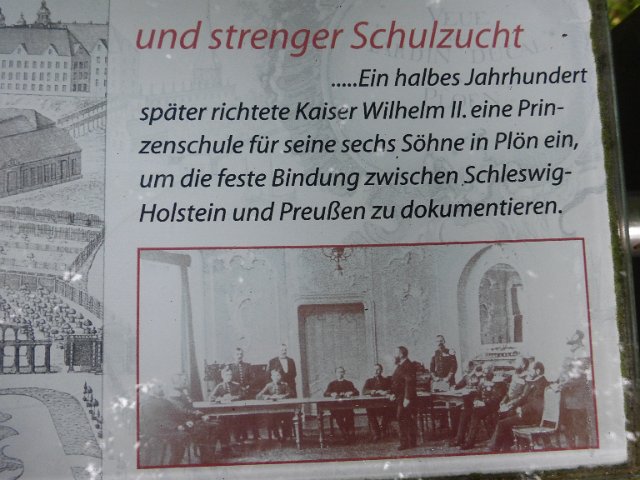 und strenger Schulzucht
.....Ein halbes Jahrhundert
später richtete Kaiser Wilhelm II. eine Prin-
zenschule für seine sechs Söhne in Plön ein,
um die feste Bindung zwischen Schleswig-
Holstein und Preußen zu dokumentieren.